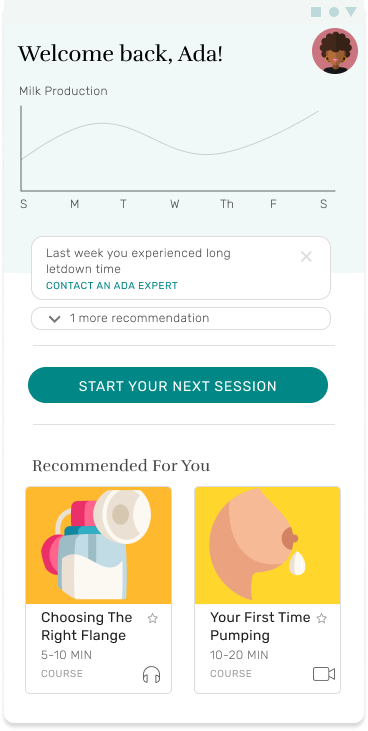 Welcome back, Ada!
Milk Production
S M T W Th F S
Last week you experienced long
letdown time
CONTACT AN ADA EXPERT
1 more recommendation
START YOUR NEXT SESSION
Recommended For You
Choosing The
Right Flange
5-10 MIN
COURSE
Your First Time
Pumping
10-20 MIN
COURSE